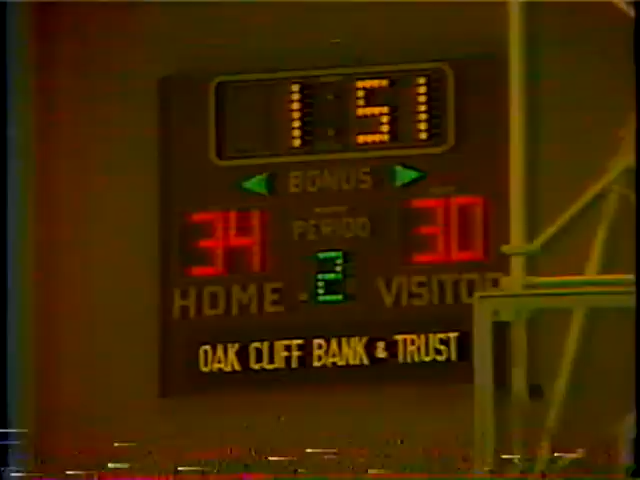 1:51
BONUS
34 PERIOD 30
2
HOME VISITOR
OAK CLIFF BANK & TRUST